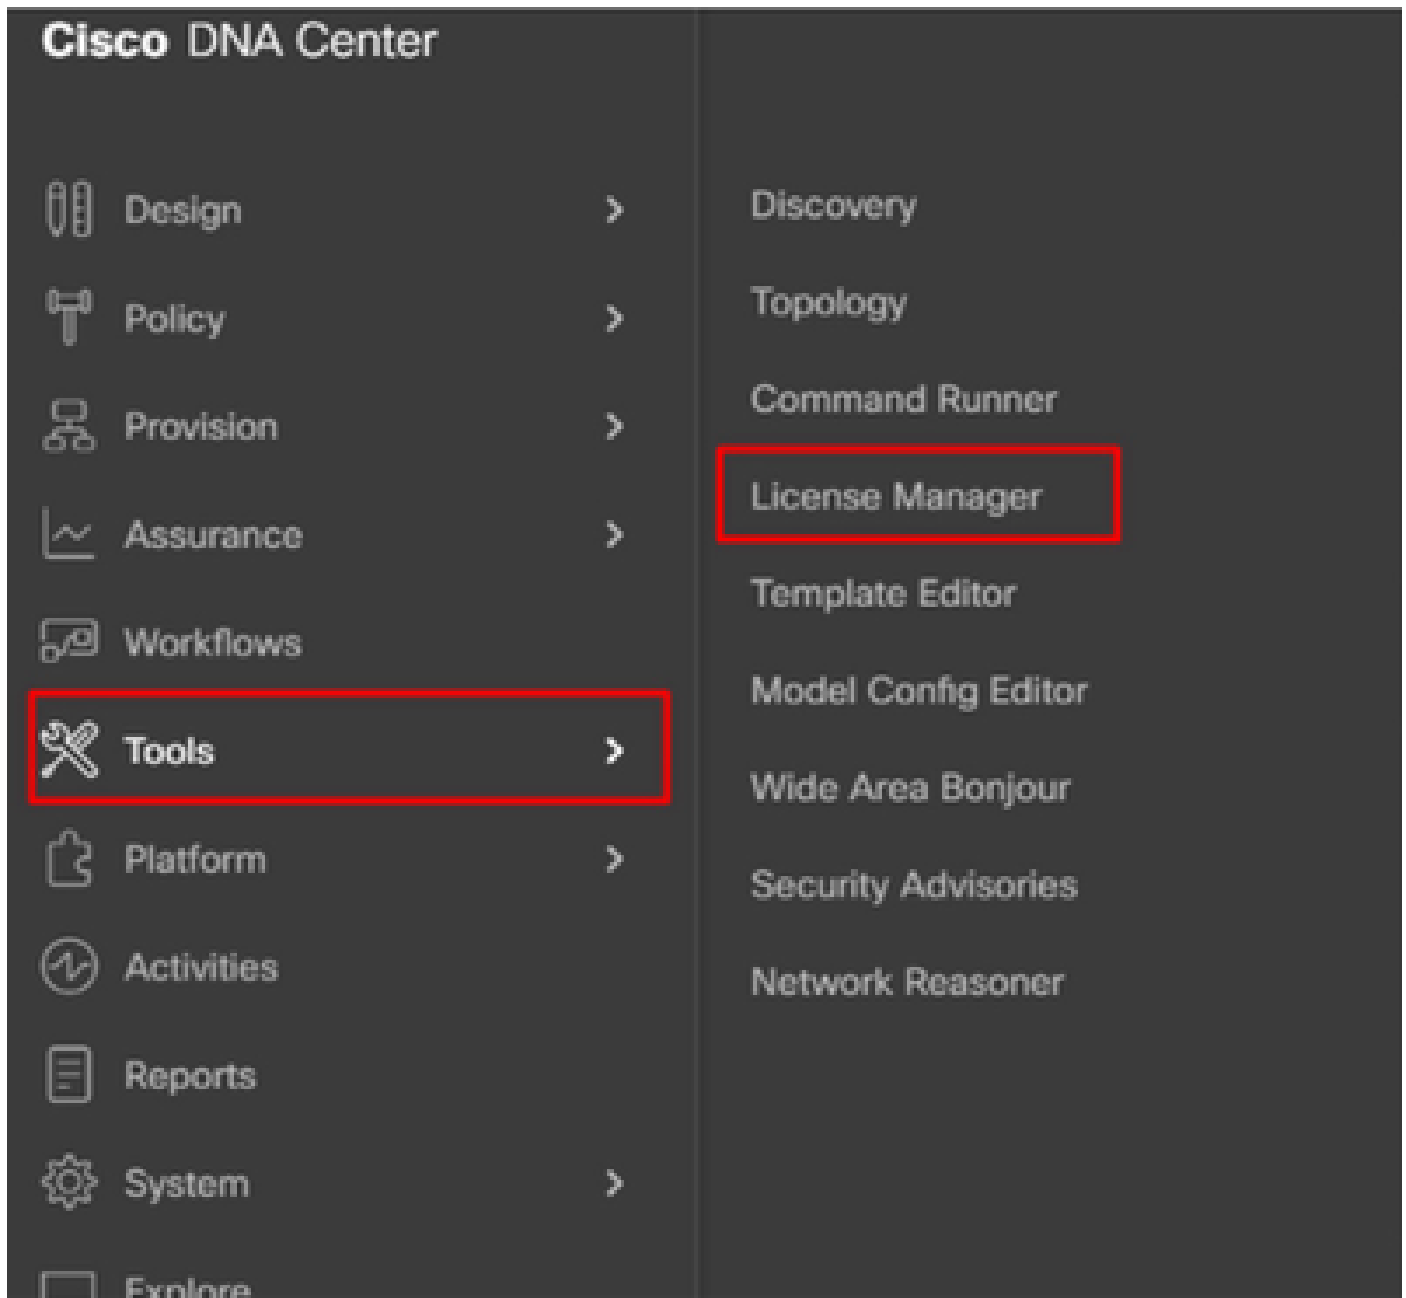 Cisco DNA Center
Design
Policy
Provision
Assurance
Workflows
Tools
Platform
Activities
Reports
System
Explore
Discovery
Topology
Command Runner
License Manager
Template Editor
Model Config Editor
Wide Area Bonjour
Security Advisories
Network Reasoner